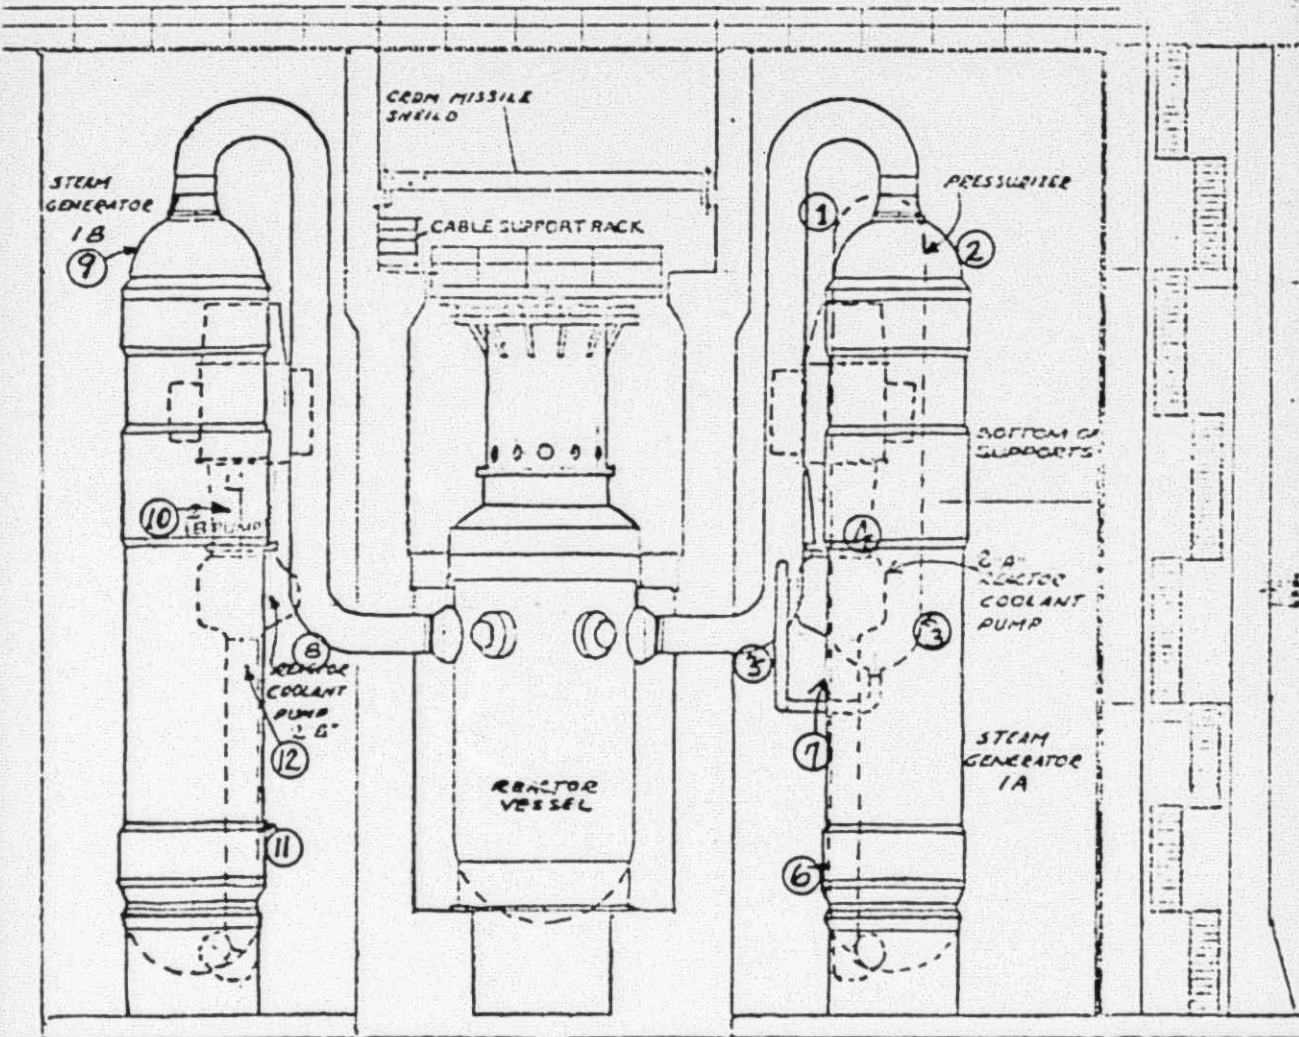 CRDM MISSILE
SHEILD
STEAM
GENERATOR
1B
9
PRESSURIZER
1
2
CABLE SUPPORT RACK
BOTTOM OF
SUPPORTS
10
PUMP
4
REACTOR
COOLANT
PUMP
3
8
5
REACTOR
COOLANT
PUMP
12
7
STEAM
GENERATOR
1A
REACTOR
VESSEL
11
6